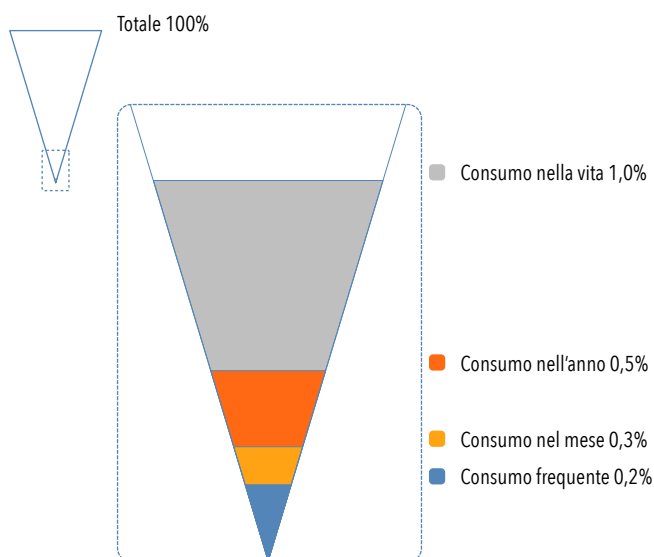 Totale 100%
Consumo nella vita 1,0%
Consumo nell'anno 0,5%
Consumo nel mese 0,3%
Consumo frequente 0,2%